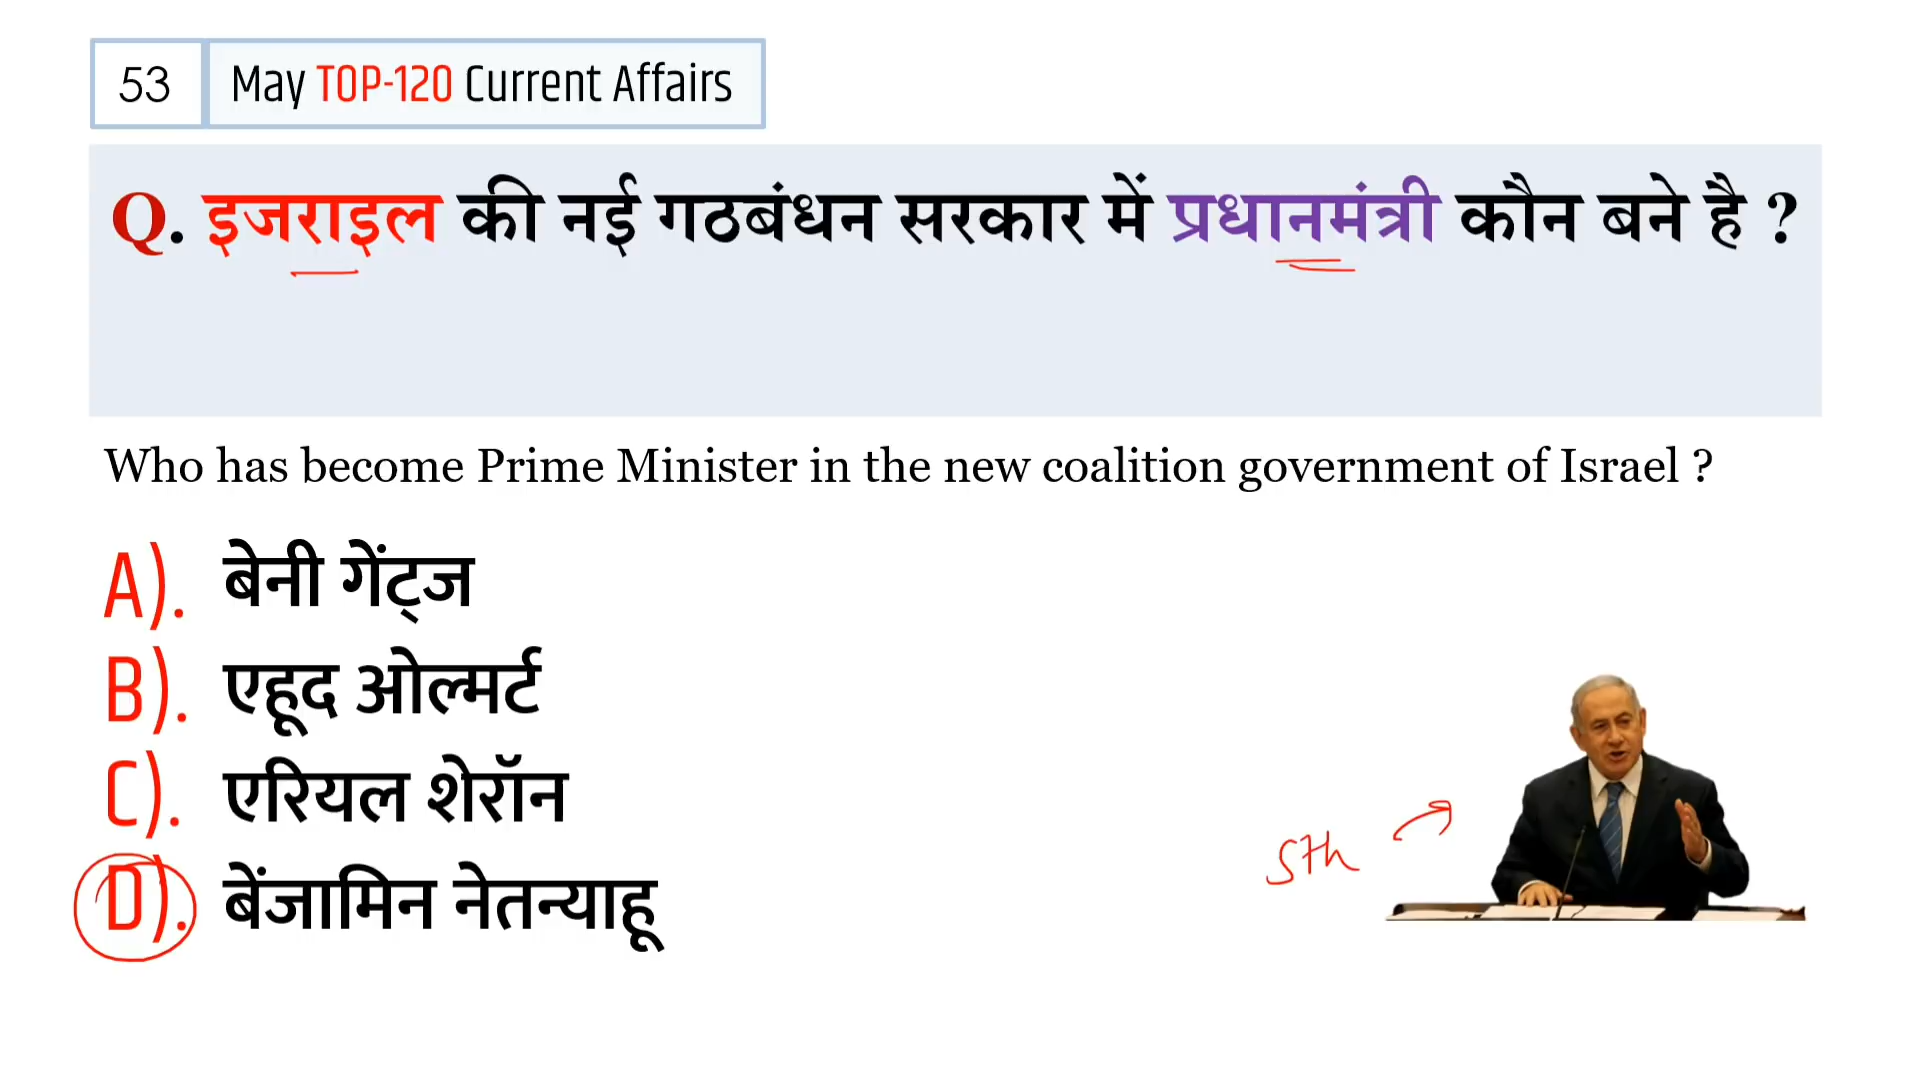 53 May TOP-120 Current Affairs
Q. इजराइल की नई गठबंधन सरकार में प्रधानमंत्री कौन बने है ?
Who has become Prime Minister in the new coalition government of Israel ?
A). बेनी गेंट्ज
B). एहूद ओल्मर्ट
C). एरियल शेरॉन
5th
D). बेंजामिन नेतन्याहू